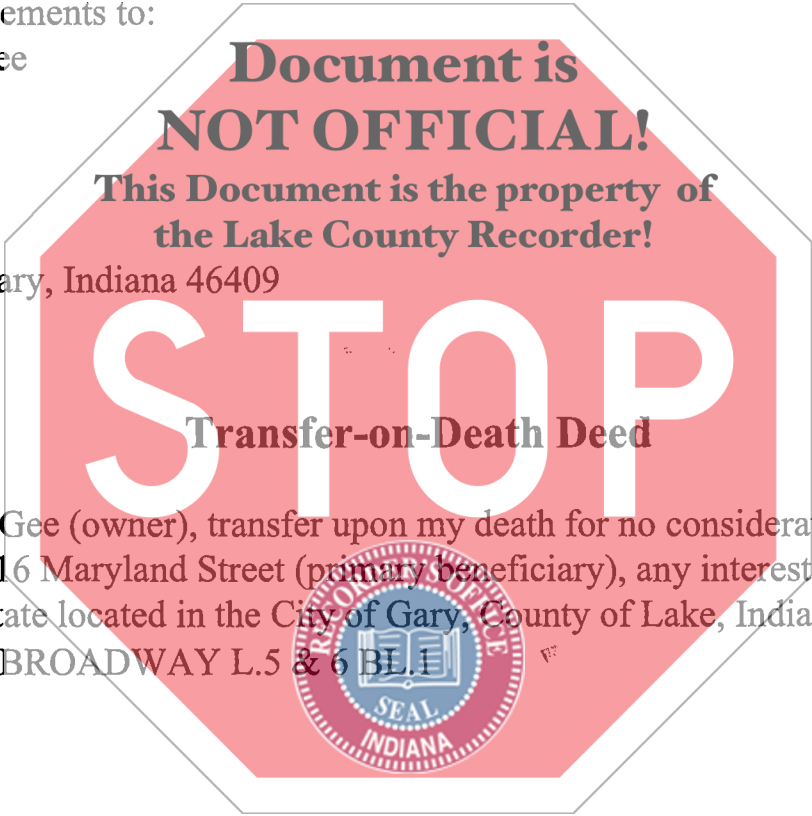 ements to:
ee
Document is
NOT OFFICIAL!
This Document is the property of
the Lake County Recorder!
ary, Indiana 46409
STOP
Transfer-on-Death Deed
Gee (owner), transfer upon my death for no considera
16 Maryland Street (primary beneficiary), any interest
tate located in the City of Gary, County of Lake, India
BROADWAY L.5 & 6 BL.1
RECORDER'S OFFICE
SEAL
INDIANA